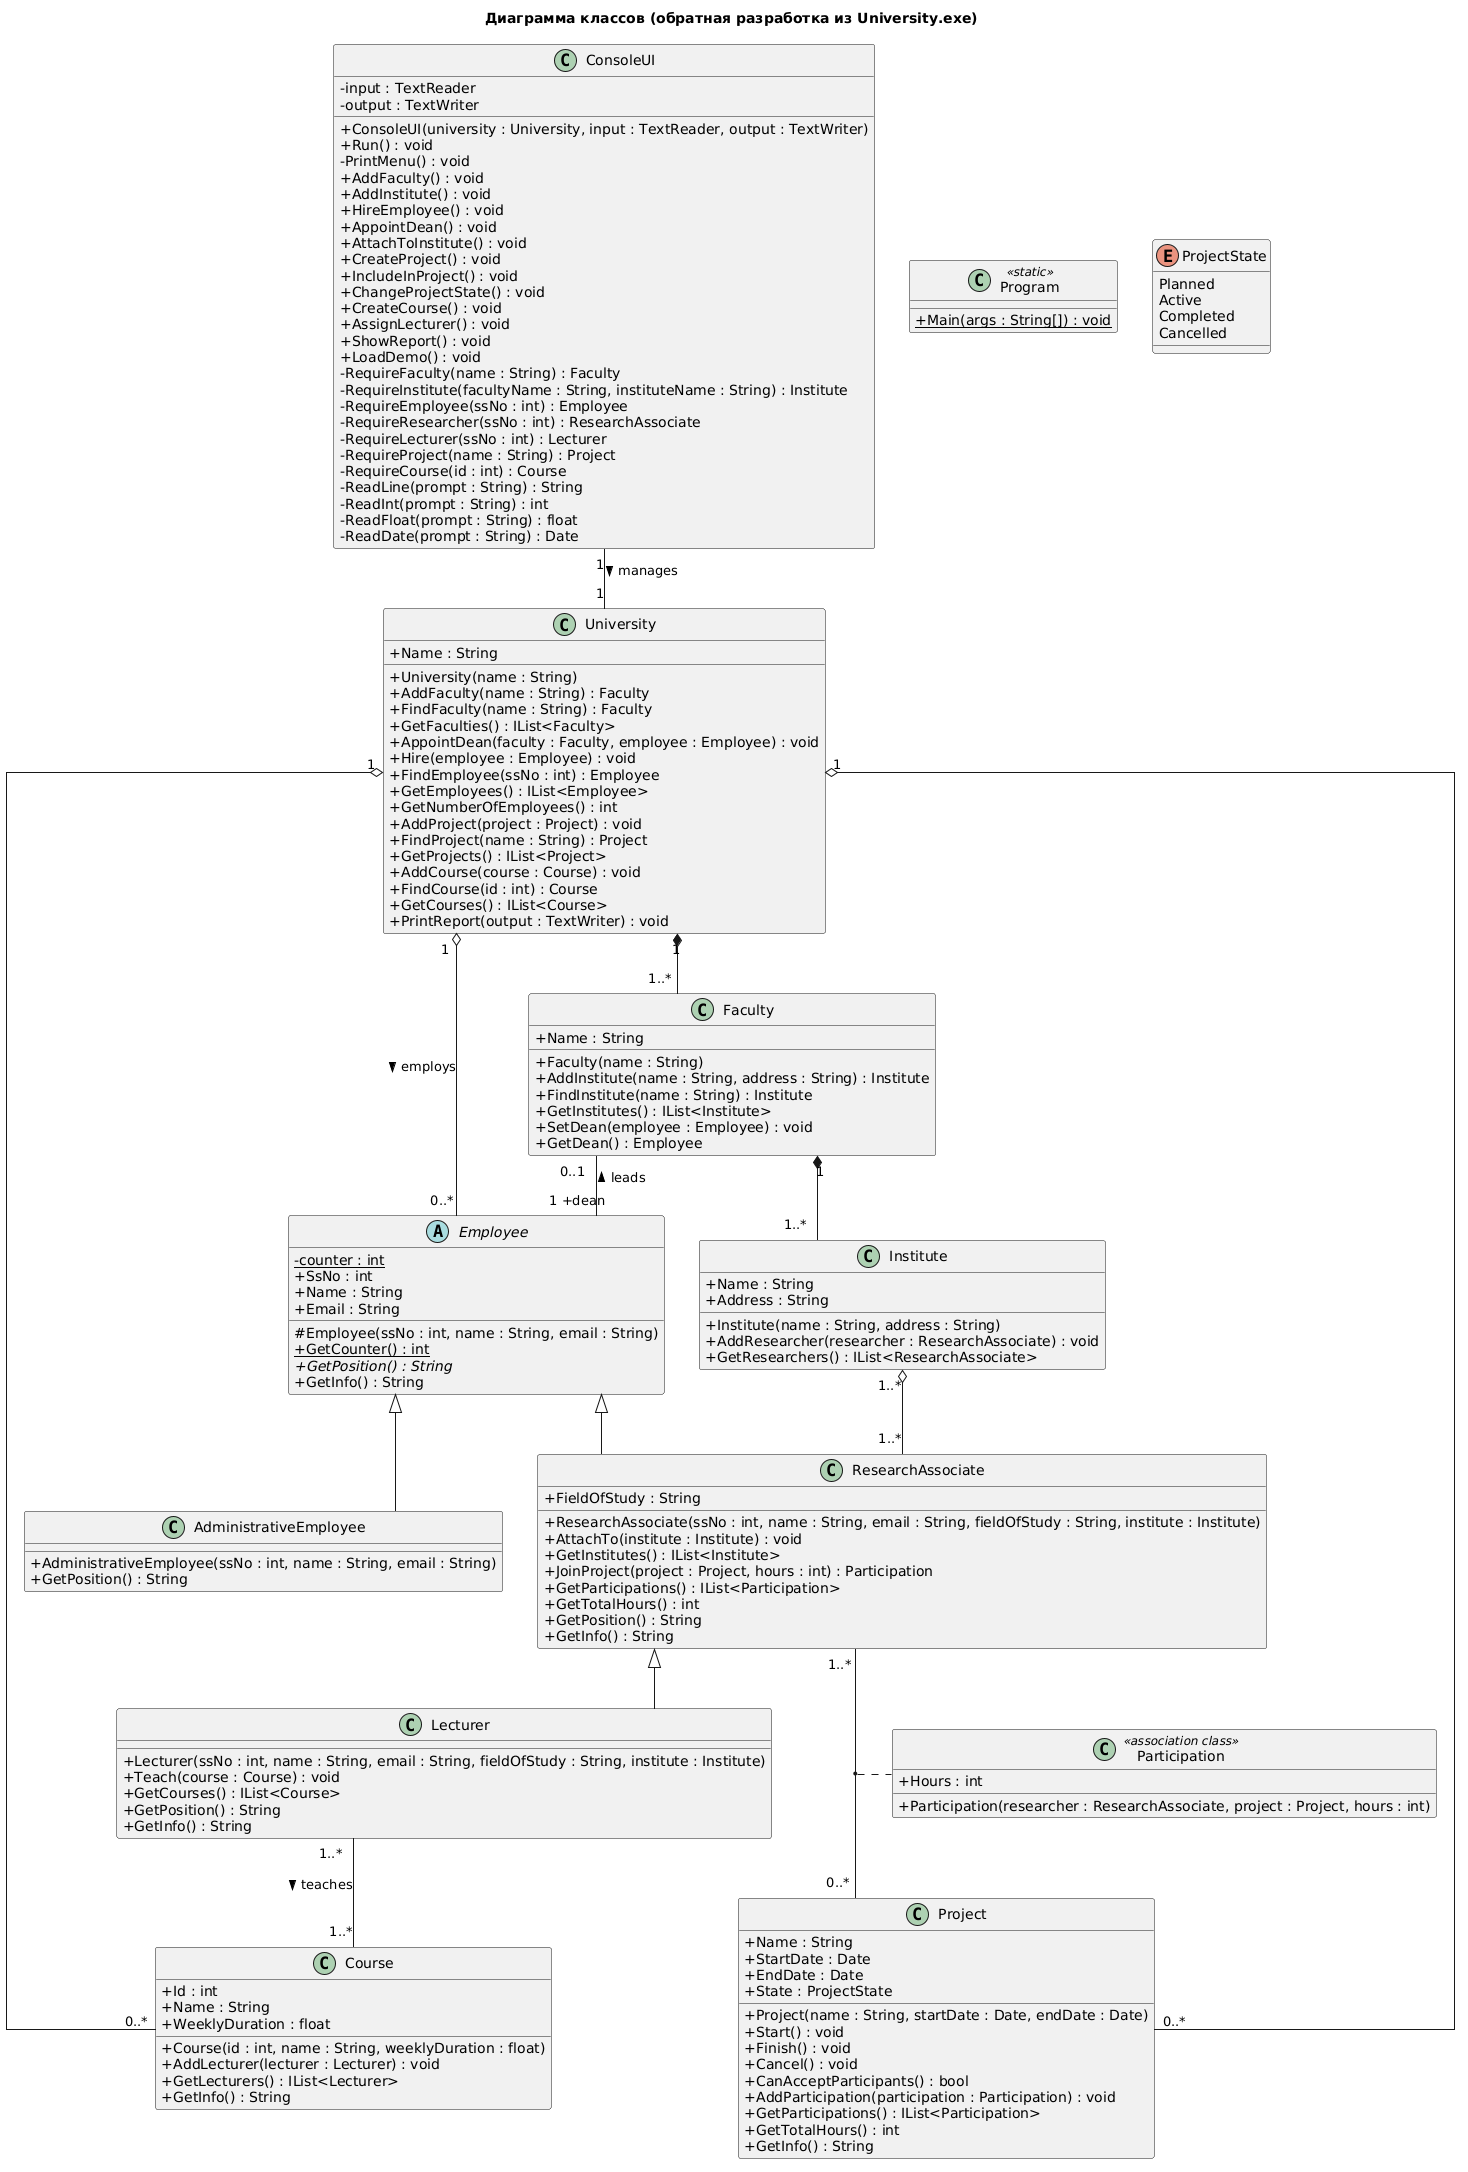 Диаграмма классов (обратная разработка из University.exe)
C ConsoleUI
-input : TextReader
-output : TextWriter
+ConsoleUI(university : University, input : TextReader, output : TextWriter)
+Run() : void
-PrintMenu() : void
+AddFaculty() : void
+AddInstitute() : void
+HireEmployee() : void
+AppointDean() : void
+AttachToInstitute() : void
+CreateProject() : void
+IncludeInProject() : void
+ChangeProjectState() : void
+CreateCourse() : void
+AssignLecturer() : void
+ShowReport() : void
+LoadDemo() : void
-RequireFaculty(name : String) : Faculty
-RequireInstitute(facultyName : String, instituteName : String) : Institute
-RequireEmployee(ssNo : int) : Employee
-RequireResearcher(ssNo : int) : ResearchAssociate
-RequireLecturer(ssNo : int) : Lecturer
-RequireProject(name : String) : Project
-RequireCourse(id : int) : Course
-ReadLine(prompt : String) : String
-ReadInt(prompt : String) : int
-ReadFloat(prompt : String) : float
-ReadDate(prompt : String) : Date
«static»
C Program
+Main(args : String[]) : void
E ProjectState
Planned
Active
Completed
Cancelled
1
manages
1
C University
+Name : String
+University(name : String)
+AddFaculty(name : String) : Faculty
+FindFaculty(name : String) : Faculty
+GetFaculties() : IList<Faculty>
+AppointDean(faculty : Faculty, employee : Employee) : void
+Hire(employee : Employee) : void
+FindEmployee(ssNo : int) : Employee
+GetEmployees() : IList<Employee>
+GetNumberOfEmployees() : int
+AddProject(project : Project) : void
+FindProject(name : String) : Project
+GetProjects() : IList<Project>
+AddCourse(course : Course) : void
+FindCourse(id : int) : Course
+GetCourses() : IList<Course>
+PrintReport(output : TextWriter) : void
1
1
1
1
1..*
C Faculty
+Name : String
+Faculty(name : String)
+AddInstitute(name : String, address : String) : Institute
+FindInstitute(name : String) : Institute
+GetInstitutes() : IList<Institute>
+SetDean(employee : Employee) : void
+GetDean() : Employee
employs
0..1
leads
1
0..*
1 +dean
1..*
A Employee
-counter : int
+SsNo : int
+Name : String
+Email : String
#Employee(ssNo : int, name : String, email : String)
+GetCounter() : int
+GetPosition() : String
+GetInfo() : String
C Institute
+Name : String
+Address : String
+Institute(name : String, address : String)
+AddResearcher(researcher : ResearchAssociate) : void
+GetResearchers() : IList<ResearchAssociate>
1..*
1..*
C AdministrativeEmployee
+AdministrativeEmployee(ssNo : int, name : String, email : String)
+GetPosition() : String
C ResearchAssociate
+FieldOfStudy : String
+ResearchAssociate(ssNo : int, name : String, email : String, fieldOfStudy : String, institute : Institute)
+AttachTo(institute : Institute) : void
+GetInstitutes() : IList<Institute>
+JoinProject(project : Project, hours : int) : Participation
+GetParticipations() : IList<Participation>
+GetTotalHours() : int
+GetPosition() : String
+GetInfo() : String
1..*
C Lecturer
+Lecturer(ssNo : int, name : String, email : String, fieldOfStudy : String, institute : Institute)
+Teach(course : Course) : void
+GetCourses() : IList<Course>
+GetPosition() : String
+GetInfo() : String
«association class»
C Participation
+Hours : int
+Participation(researcher : ResearchAssociate, project : Project, hours : int)
1..*
teaches
1..*
0..*
C Course
+Id : int
+Name : String
+WeeklyDuration : float
+Course(id : int, name : String, weeklyDuration : float)
+AddLecturer(lecturer : Lecturer) : void
+GetLecturers() : IList<Lecturer>
+GetInfo() : String
0..*
C Project
+Name : String
+StartDate : Date
+EndDate : Date
+State : ProjectState
+Project(name : String, startDate : Date, endDate : Date)
+Start() : void
+Finish() : void
+Cancel() : void
+CanAcceptParticipants() : bool
+AddParticipation(participation : Participation) : void
+GetParticipations() : IList<Participation>
+GetTotalHours() : int
+GetInfo() : String
0..*